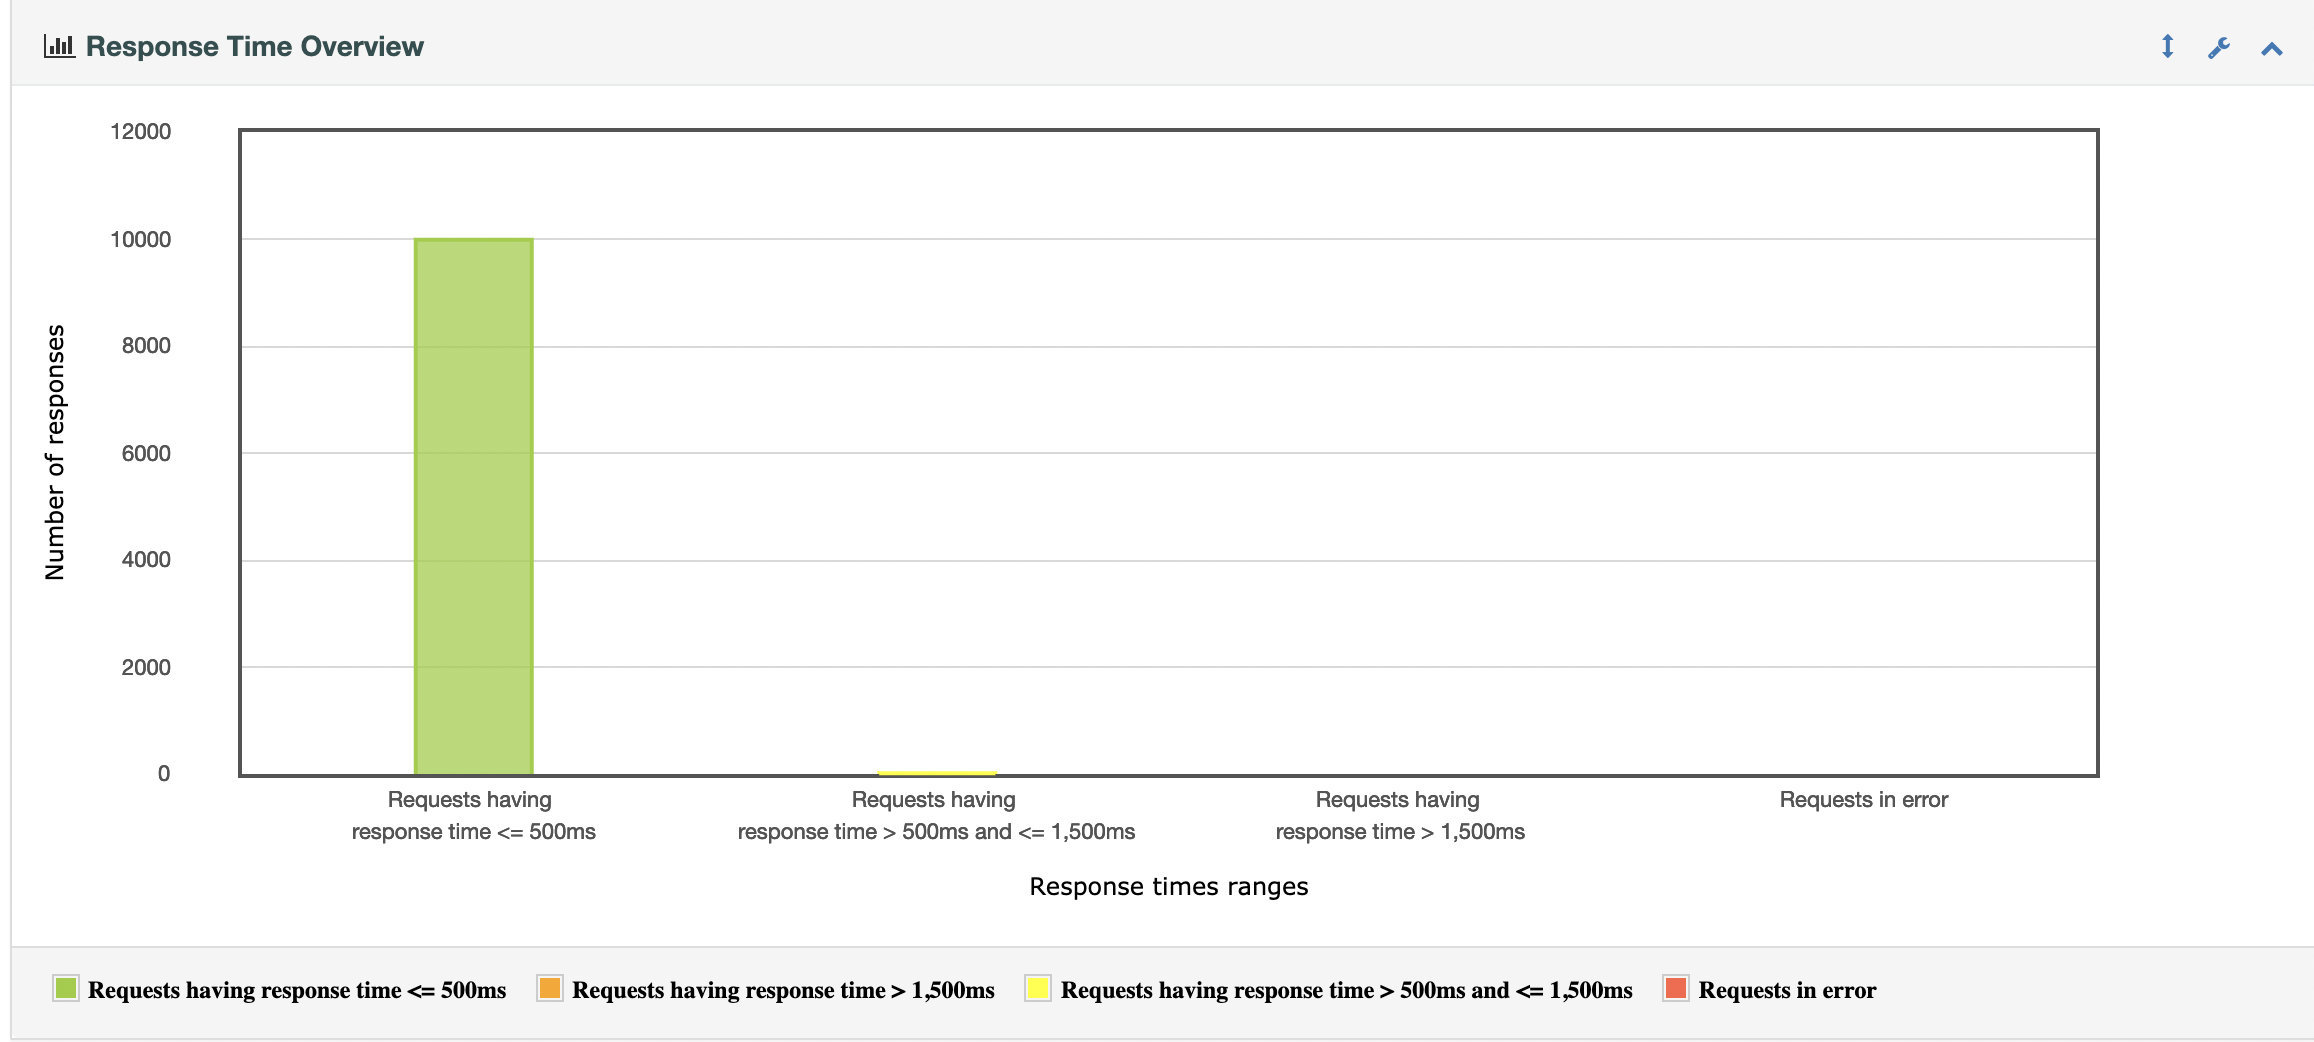 Response Time Overview
12000
10000
8000
6000
4000
2000
0
Number of responses
Requests having
response time <= 500ms
Requests having
response time > 500ms and <= 1,500ms
Requests having
response time > 1,500ms
Requests in error
Response times ranges
Requests having response time <= 500ms
Requests having response time > 1,500ms
Requests having response time > 500ms and <= 1,500ms
Requests in error